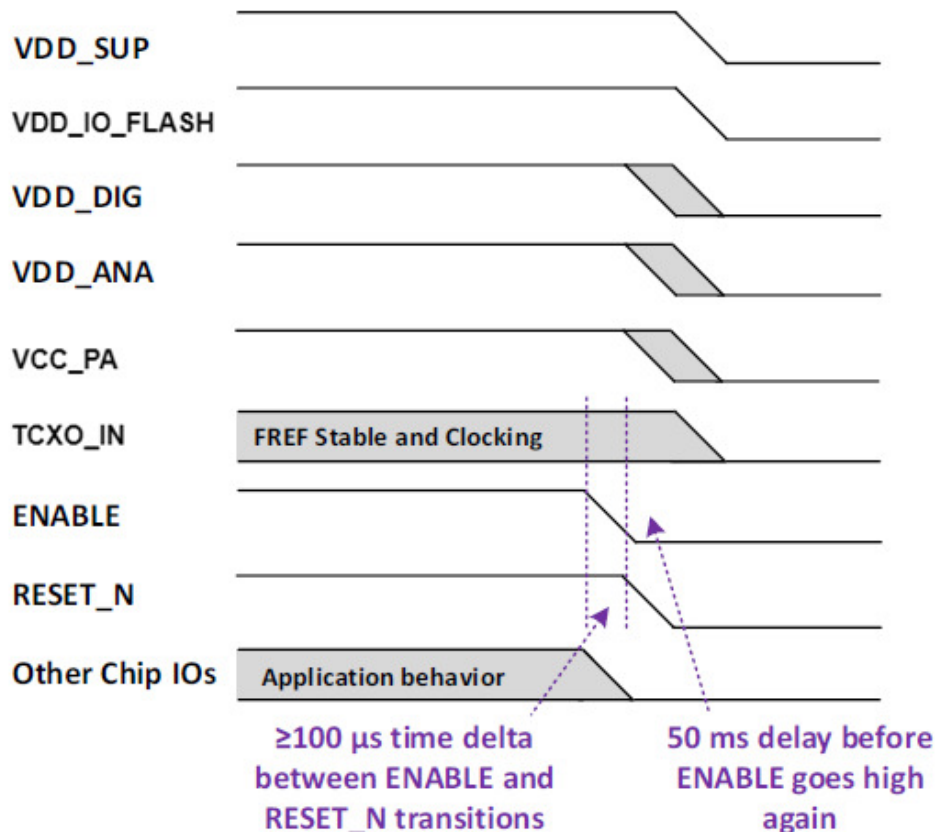 VDD_SUP
VDD_IO_FLASH
VDD_DIG
VDD_ANA
VCC_PA
TCXO_IN
FREF Stable and Clocking
ENABLE
RESET_N
Other Chip IOs
Application behavior
≥100 µs time delta
between ENABLE and
RESET_N transitions
50 ms delay before
ENABLE goes high
again